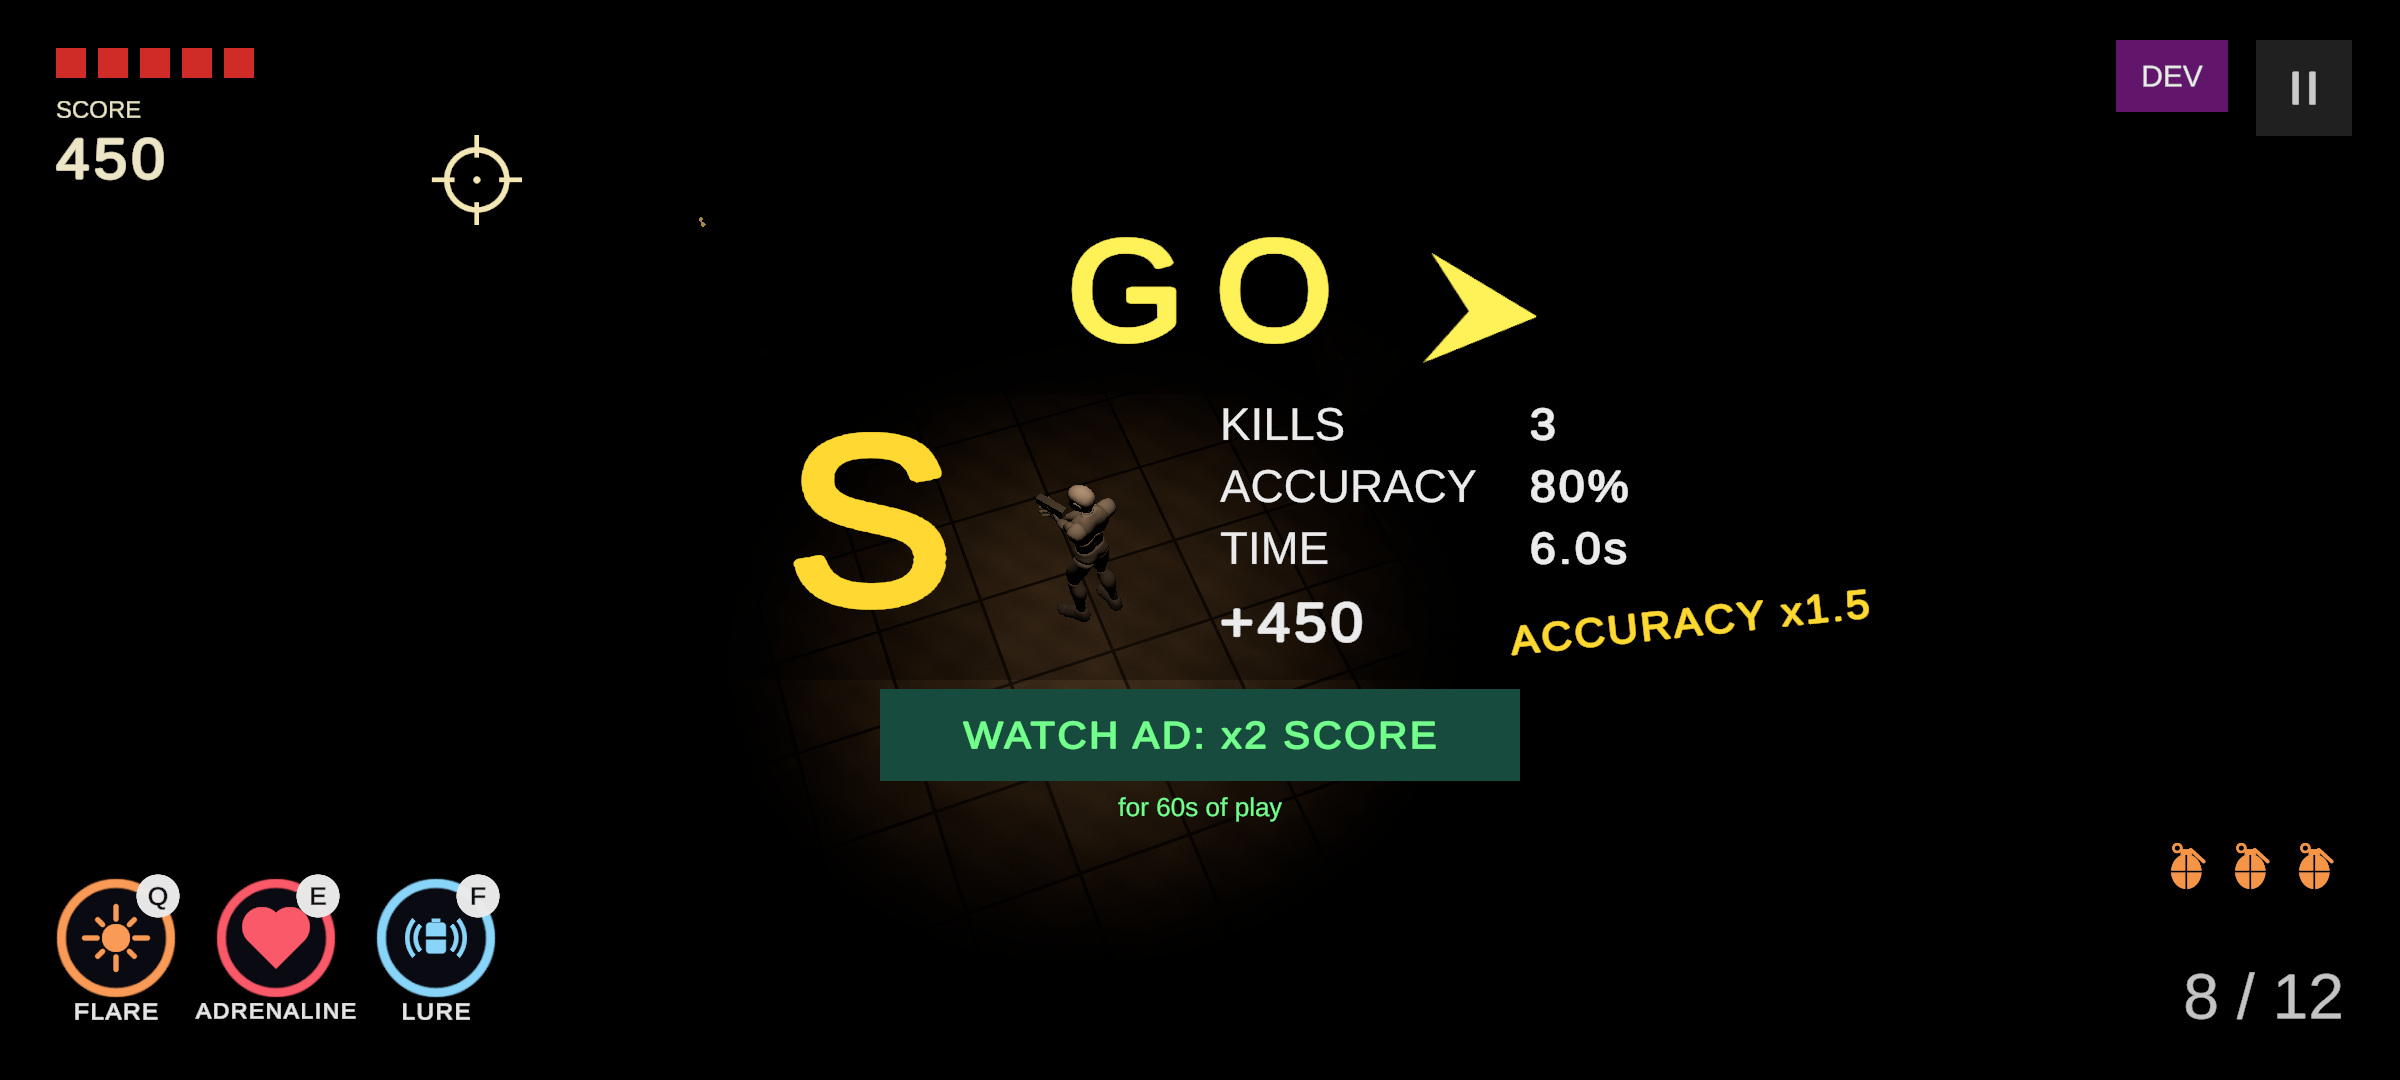 SCORE
450
DEV
GO
S
KILLS 3
ACCURACY 80%
TIME 6.0s
+450 ACCURACY x1.5
WATCH AD: x2 SCORE
for 60s of play
Q E F
FLARE ADRENALINE LURE
8 / 12